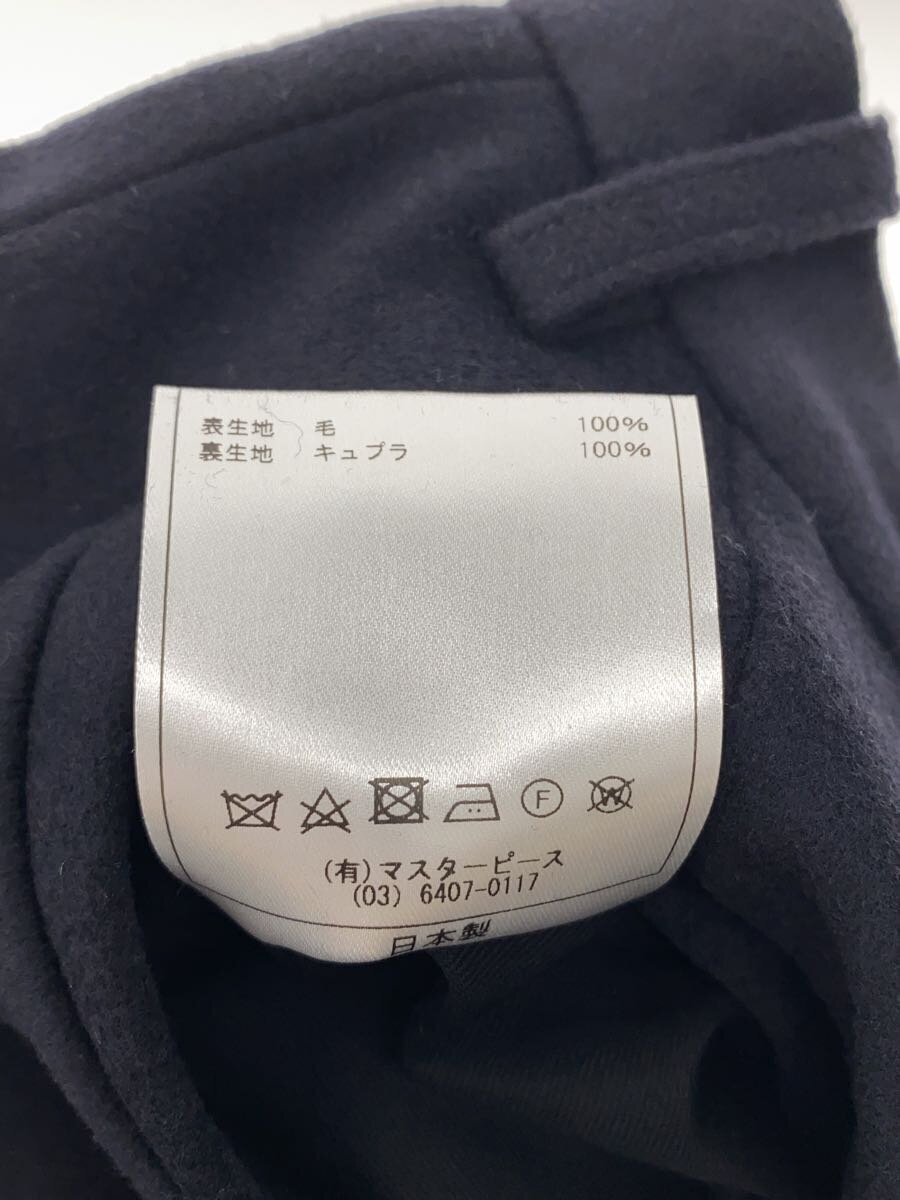 表生地 毛 100%
裏生地 キュプラ 100%
F W
(有)マスターピース
(03) 6407-0117
日本製